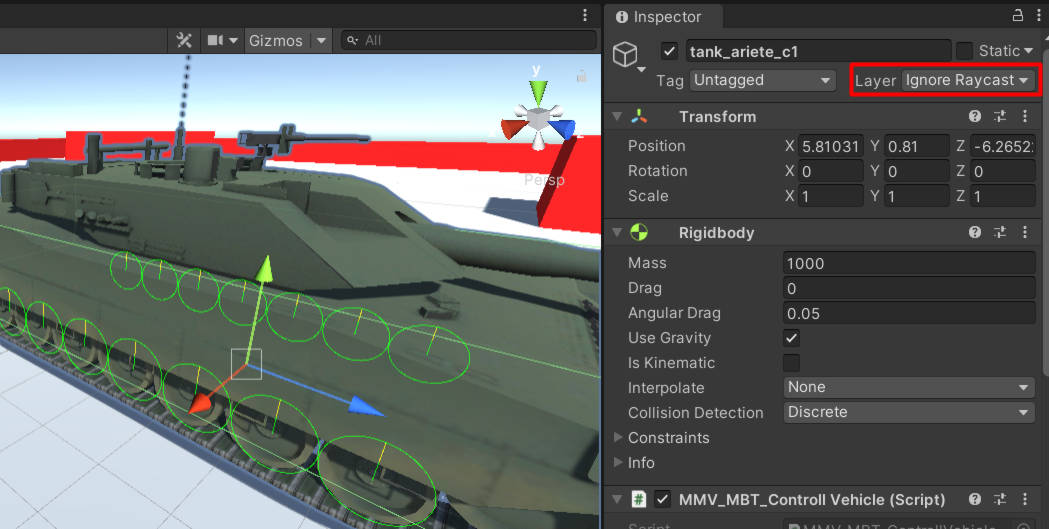 Gizmos
All
y
Persp
Inspector
tank_ariete_c1
Static
Tag Untagged
Layer Ignore Raycast
Transform
Position X 5.81031 Y 0.81 Z -6.2652
Rotation X 0 Y 0 Z 0
Scale X 1 Y 1 Z 1
Rigidbody
Mass 1000
Drag 0
Angular Drag 0.05
Use Gravity
Is Kinematic
Interpolate None
Collision Detection Discrete
Constraints
Info
# MMV_MBT_Controll Vehicle (Script)
Script MMV_MBT_ControllVehicle